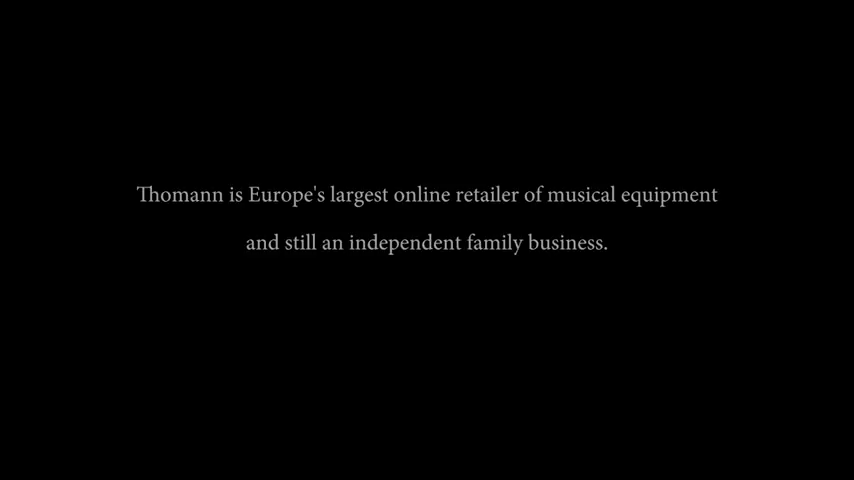 Thomann is Europe's largest online retailer of musical equipment
and still an independent family business.